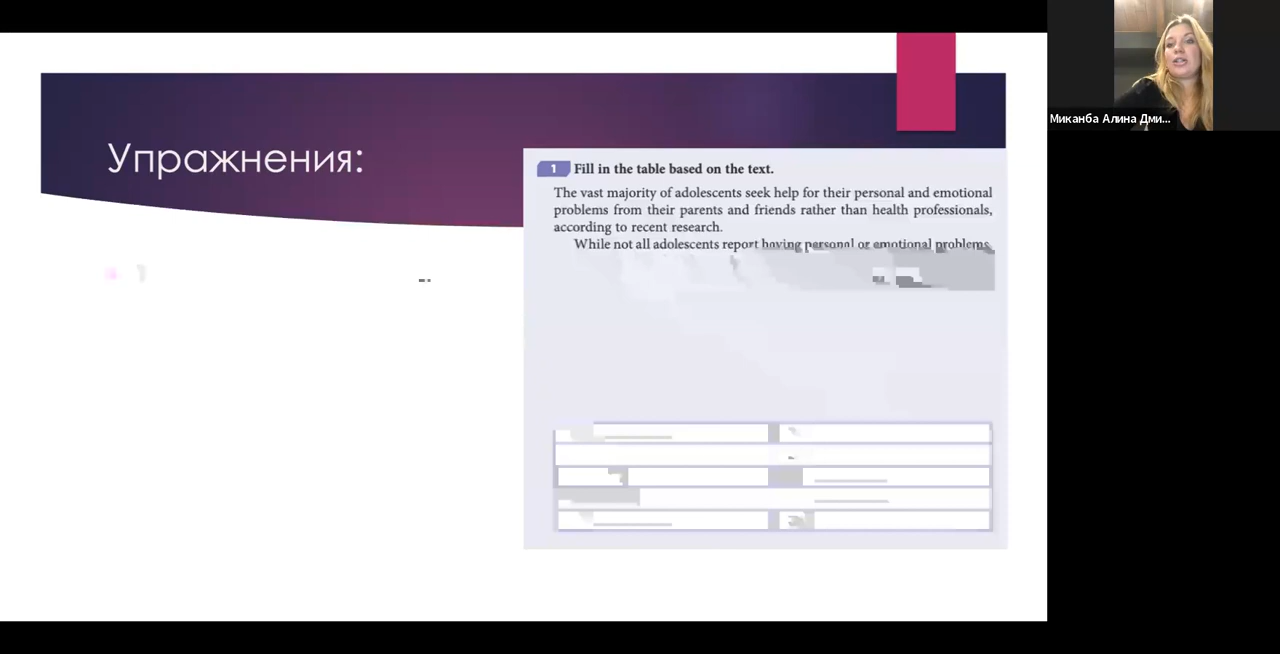 Упражнения:
1 Fill in the table based on the text.
The vast majority of adolescents seek help for their personal and emotional
problems from their parents and friends rather than health professionals,
according to recent research.
While not all adolescents report having personal or emotional problems,
Миканба Алина Дми...